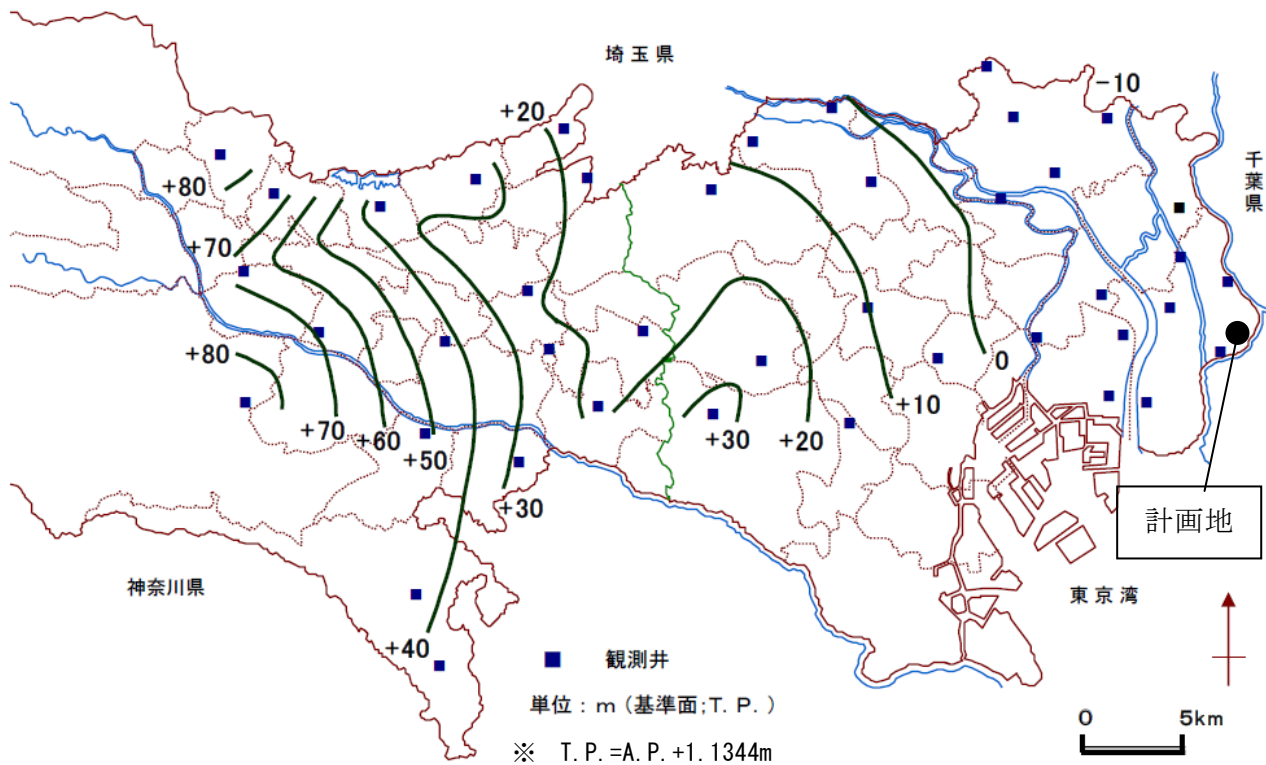 埼玉県
-10
+20
千葉県
+80
+70
+80
0
+10
+70
+60
+50
+30
+20
+30
計画地
神奈川県
東京湾
+40
観測井
単位：m（基準面;T.P.）
0 5km
※ T.P.=A.P.+1.1344m